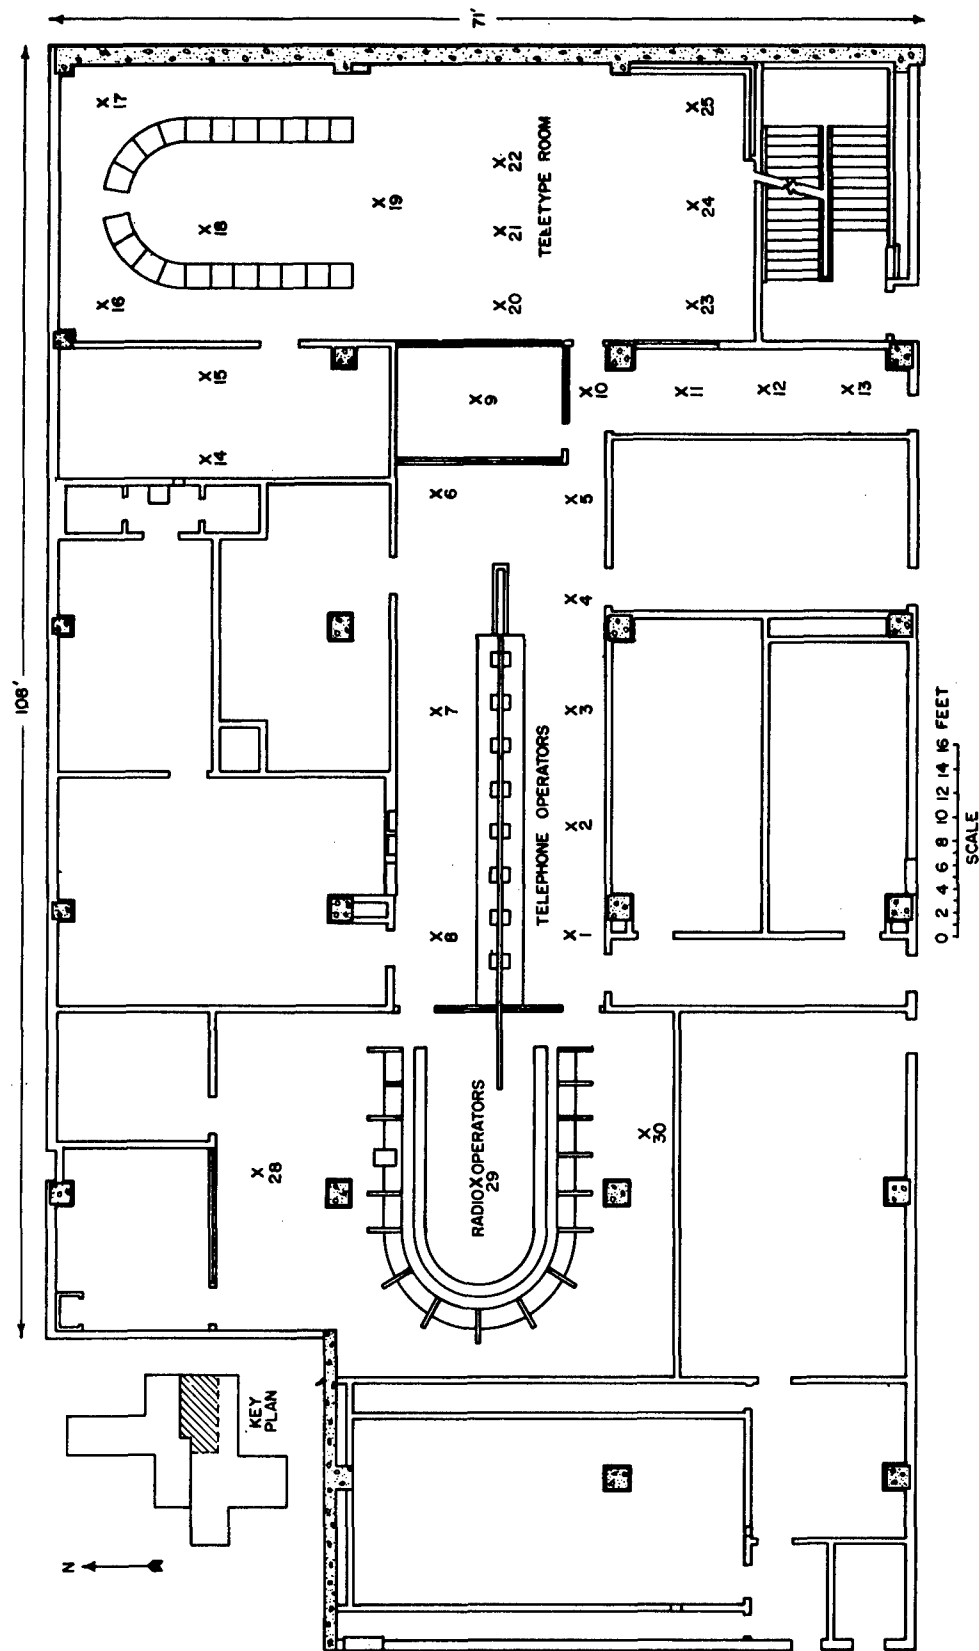 108'
N
X X
16 17
X X X
14 15 18
KEY
PLAN
X
28
X
19
X X X
8 7 6
71'
RADIO X OPERATORS
29
X
9
X X X
20 21 22
TELEPHONE OPERATORS
TELETYPE ROOM
X X X X X
1 2 3 4 5
X
10
X
30
X X X X
11 23 24 25
X
12
X
13
0 2 4 6 8 10 12 14 16 FEET
SCALE